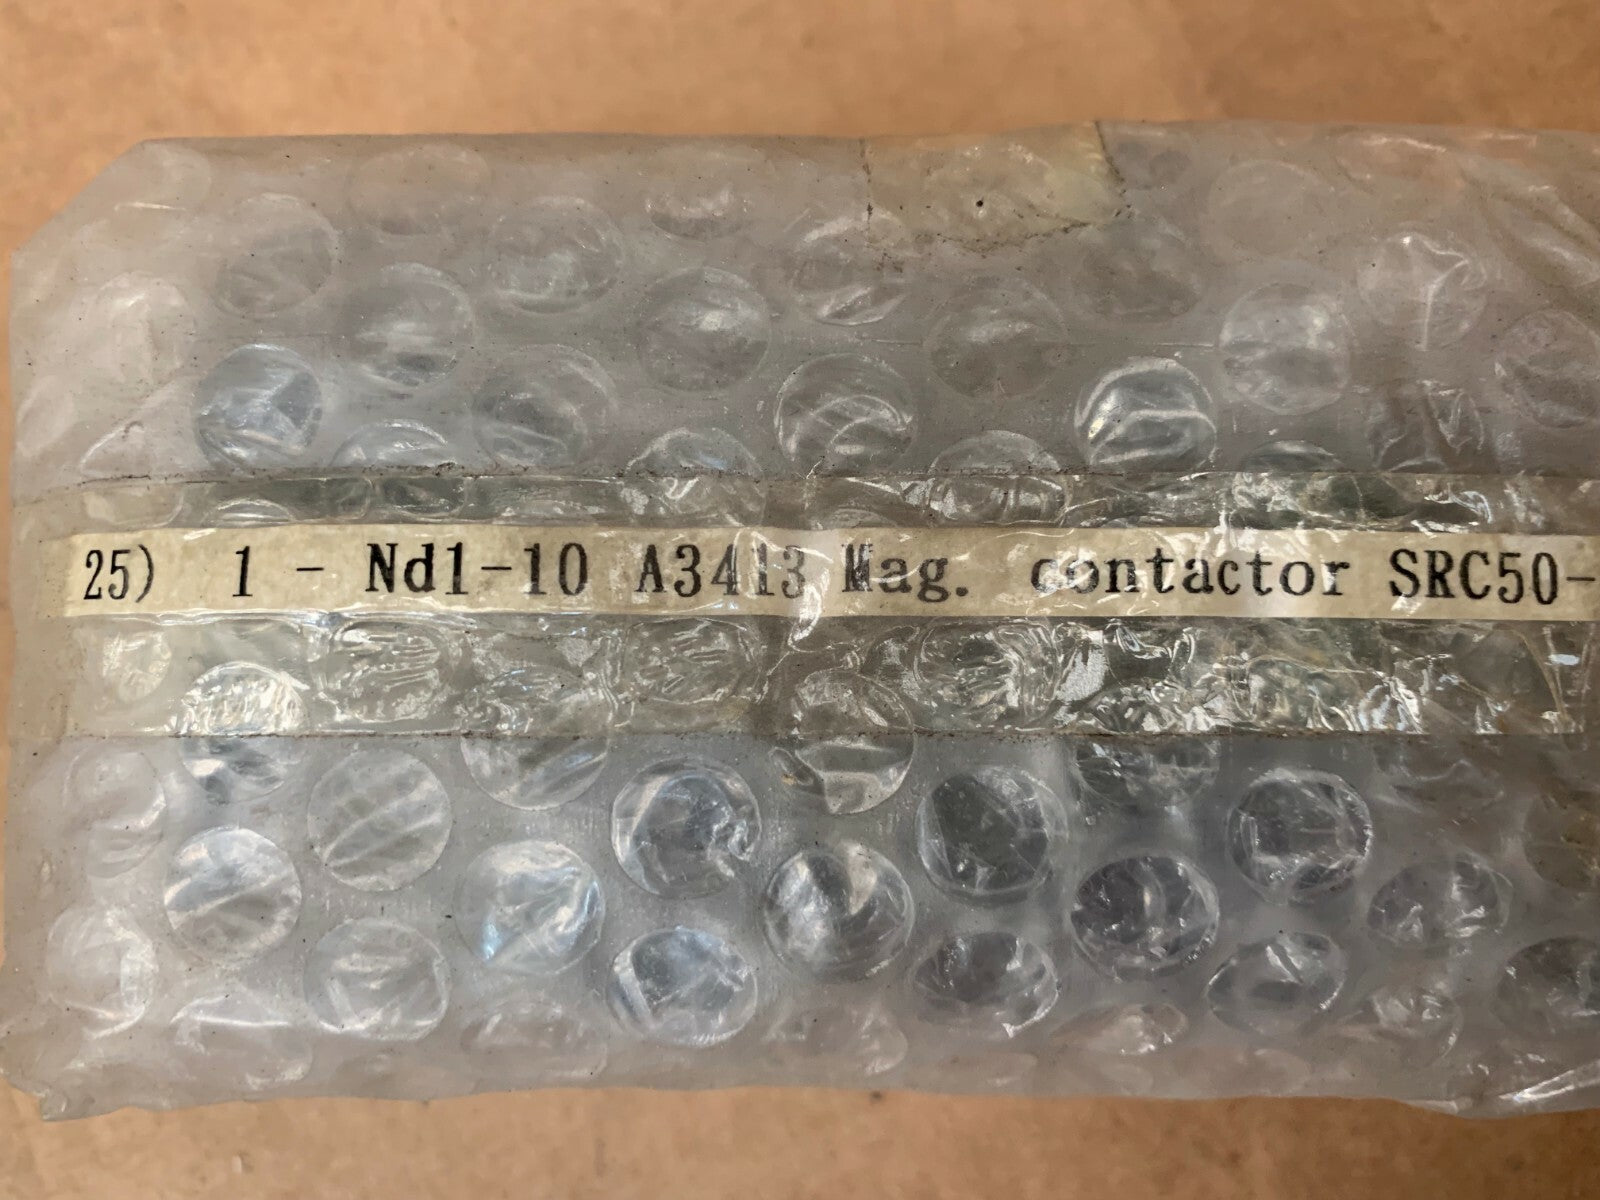 25) 1 - Nd1-10 A3413 Mag. contactor SRC50-